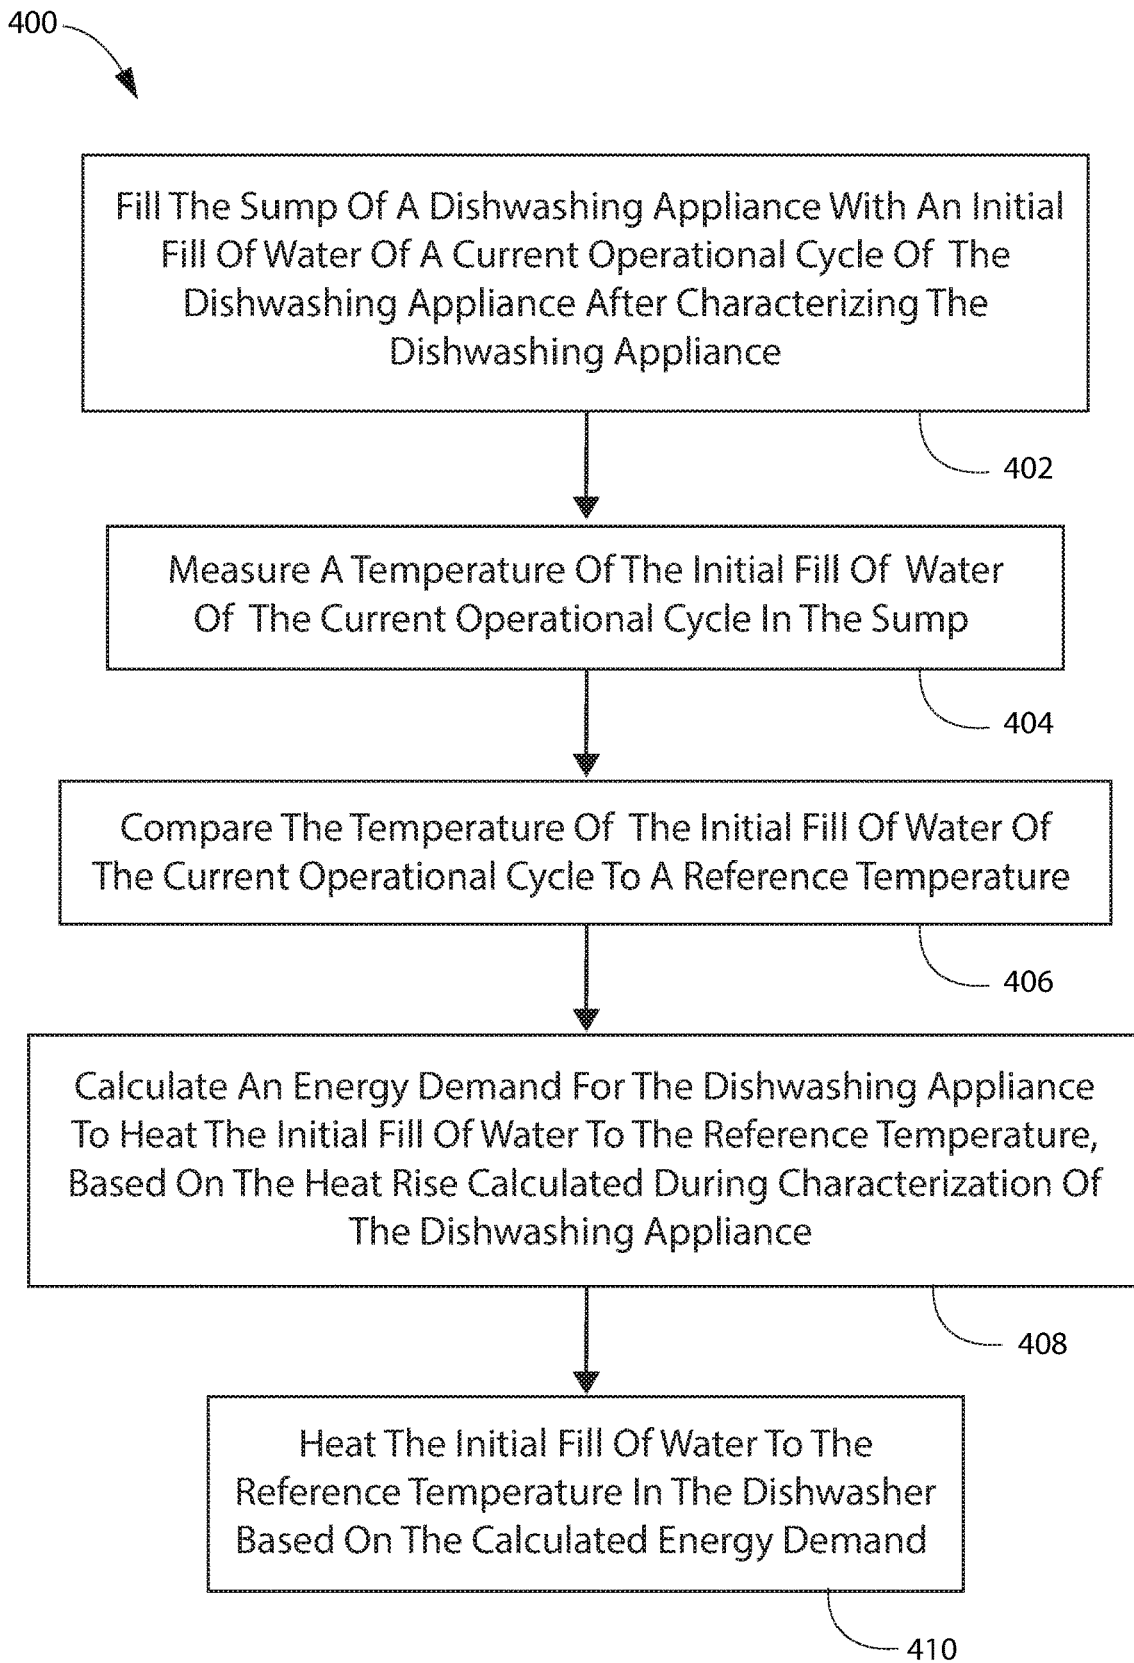 400
Fill The Sump Of A Dishwashing Appliance With An Initial
Fill Of Water Of A Current Operational Cycle Of The
Dishwashing Appliance After Characterizing The
Dishwashing Appliance
402
Measure A Temperature Of The Initial Fill Of Water
Of The Current Operational Cycle In The Sump
404
Compare The Temperature Of The Initial Fill Of Water Of
The Current Operational Cycle To A Reference Temperature
406
Calculate An Energy Demand For The Dishwashing Appliance
To Heat The Initial Fill Of Water To The Reference Temperature,
Based On The Heat Rise Calculated During Characterization Of
The Dishwashing Appliance
408
Heat The Initial Fill Of Water To The
Reference Temperature In The Dishwasher
Based On The Calculated Energy Demand
410